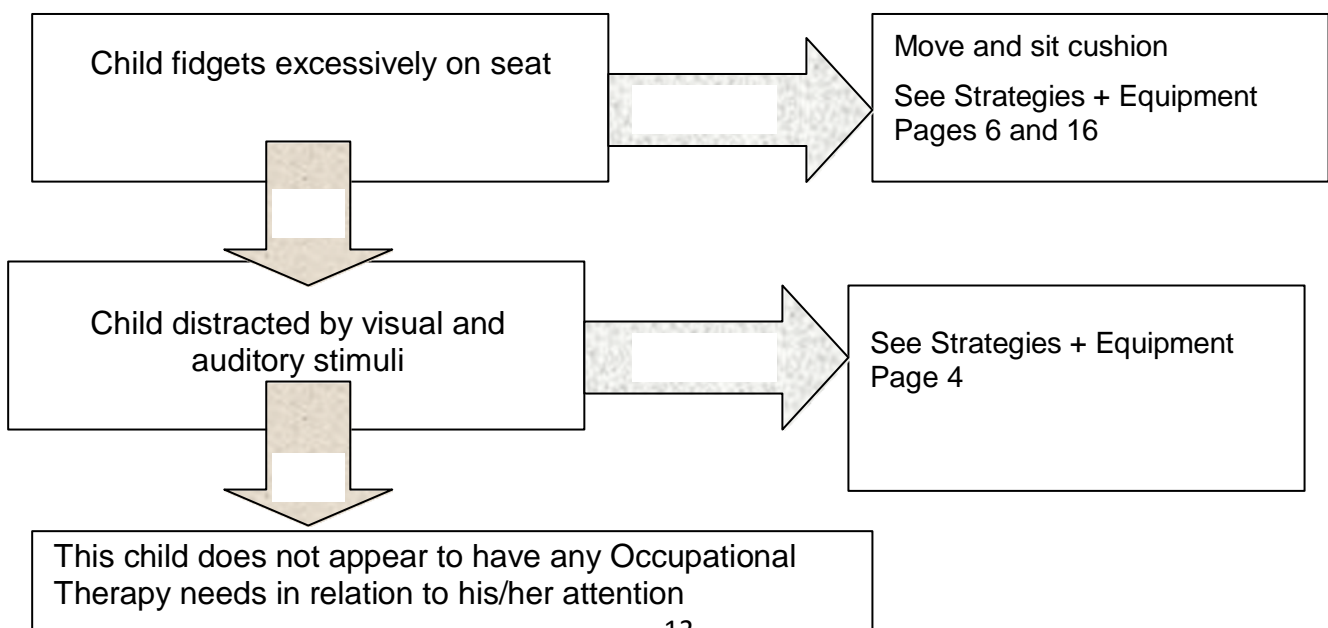 Child fidgets excessively on seat
Move and sit cushion
See Strategies + Equipment
Pages 6 and 16
Child distracted by visual and
auditory stimuli
See Strategies + Equipment
Page 4
This child does not appear to have any Occupational
Therapy needs in relation to his/her attention